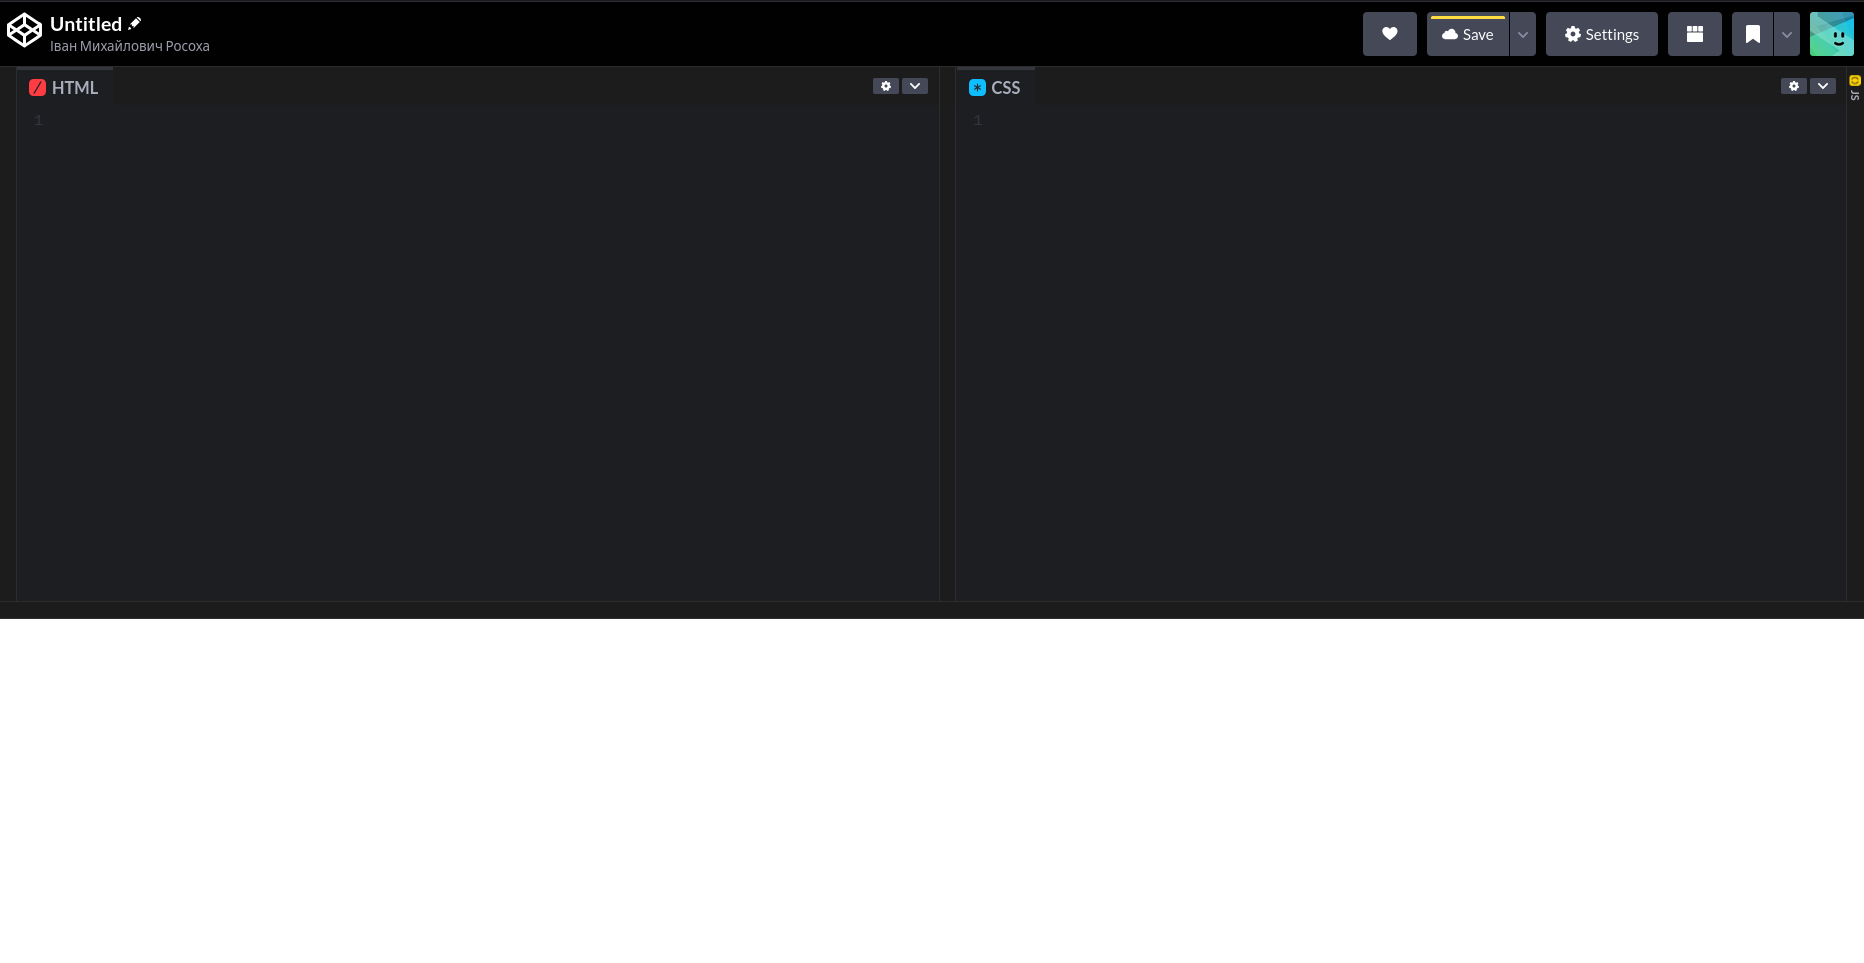 Untitled
Іван Михайлович Росоха
Save
Settings
HTML
CSS
JS
1
1